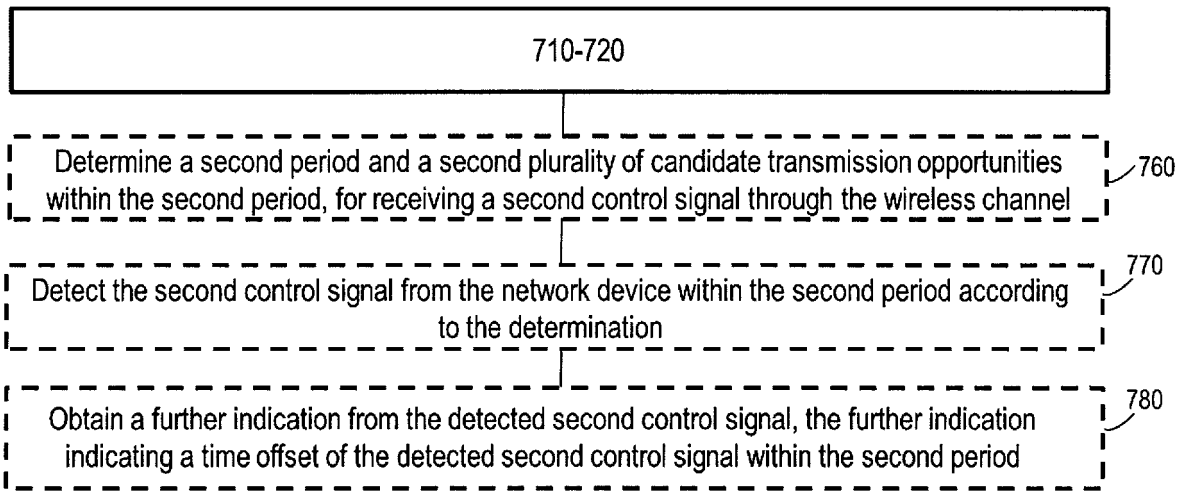 710-720
Determine a second period and a second plurality of candidate transmission opportunities
within the second period, for receiving a second control signal through the wireless channel
760
770
Detect the second control signal from the network device within the second period according
to the determination
780
Obtain a further indication from the detected second control signal, the further indication
indicating a time offset of the detected second control signal within the second period